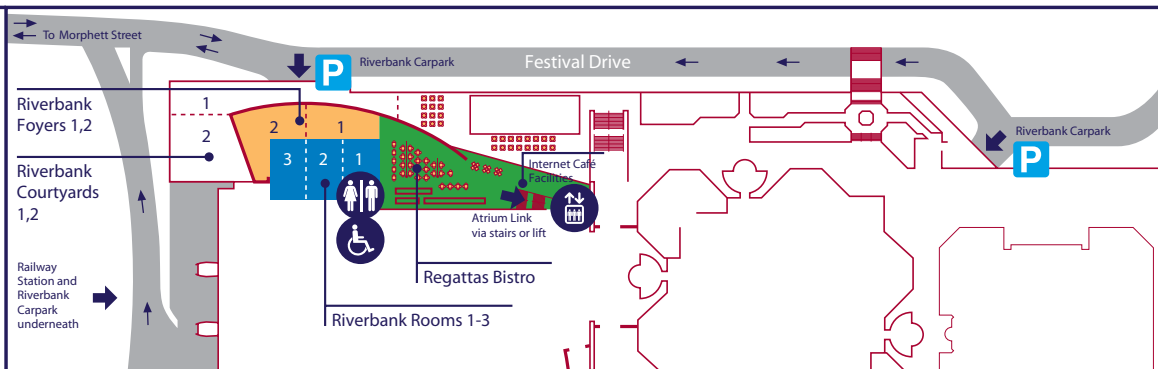 To Morphett Street
Riverbank Carpark
Festival Drive
P
Riverbank
Foyers 1,2
1
2
2
1
3
2
1
Riverbank
Courtyards
1,2
Internet Café
Facilities
Riverbank Carpark
P
Atrium Link
via stairs or lift
Railway
Station and
Riverbank
Carpark
underneath
Regattas Bistro
Riverbank Rooms 1-3